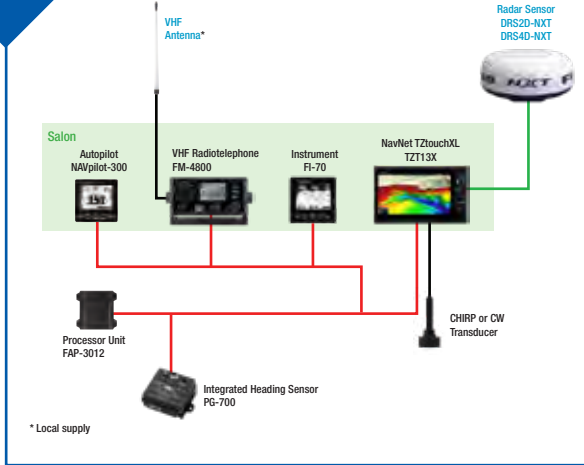 VHF
Antenna*
Radar Sensor
DRS2D-NXT
DRS4D-NXT
NXT
Salon
Autopilot
NAVpilot-300
VHF Radiotelephone
FM-4800
Instrument
FI-70
NavNet TZtouchXL
TZT13X
Processor Unit
FAP-3012
CHIRP or CW
Transducer
Integrated Heading Sensor
PG-700
* Local supply